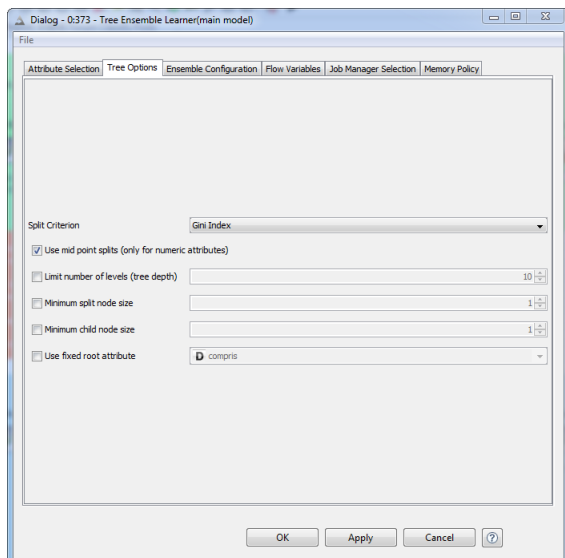 Dialog - 0:373 - Tree Ensemble Learner(main model)
File
Attribute Selection Tree Options Ensemble Configuration Flow Variables Job Manager Selection Memory Policy
Split Criterion Gini Index
Use mid point splits (only for numeric attributes)
Limit number of levels (tree depth) 10
Minimum split node size 1
Minimum child node size 1
Use fixed root attribute D compris
OK Apply Cancel ?